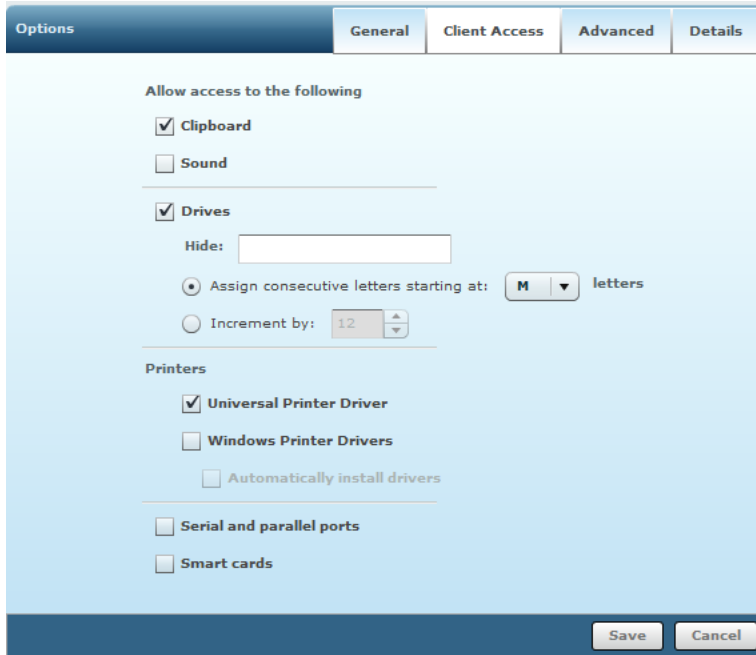 Options General Client Access Advanced Details
Allow access to the following
Clipboard
Sound
Drives
Hide:
Assign consecutive letters starting at: M letters
Increment by: 12
Printers
Universal Printer Driver
Windows Printer Drivers
Automatically install drivers
Serial and parallel ports
Smart cards
Save Cancel